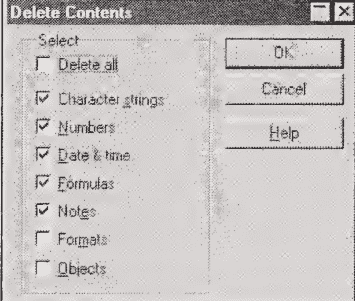 Delete Contents
Select
Delete all
Character strings
Numbers
Date & time
Formulas
Notes
Formats
Objects
OK
Cancel
Help